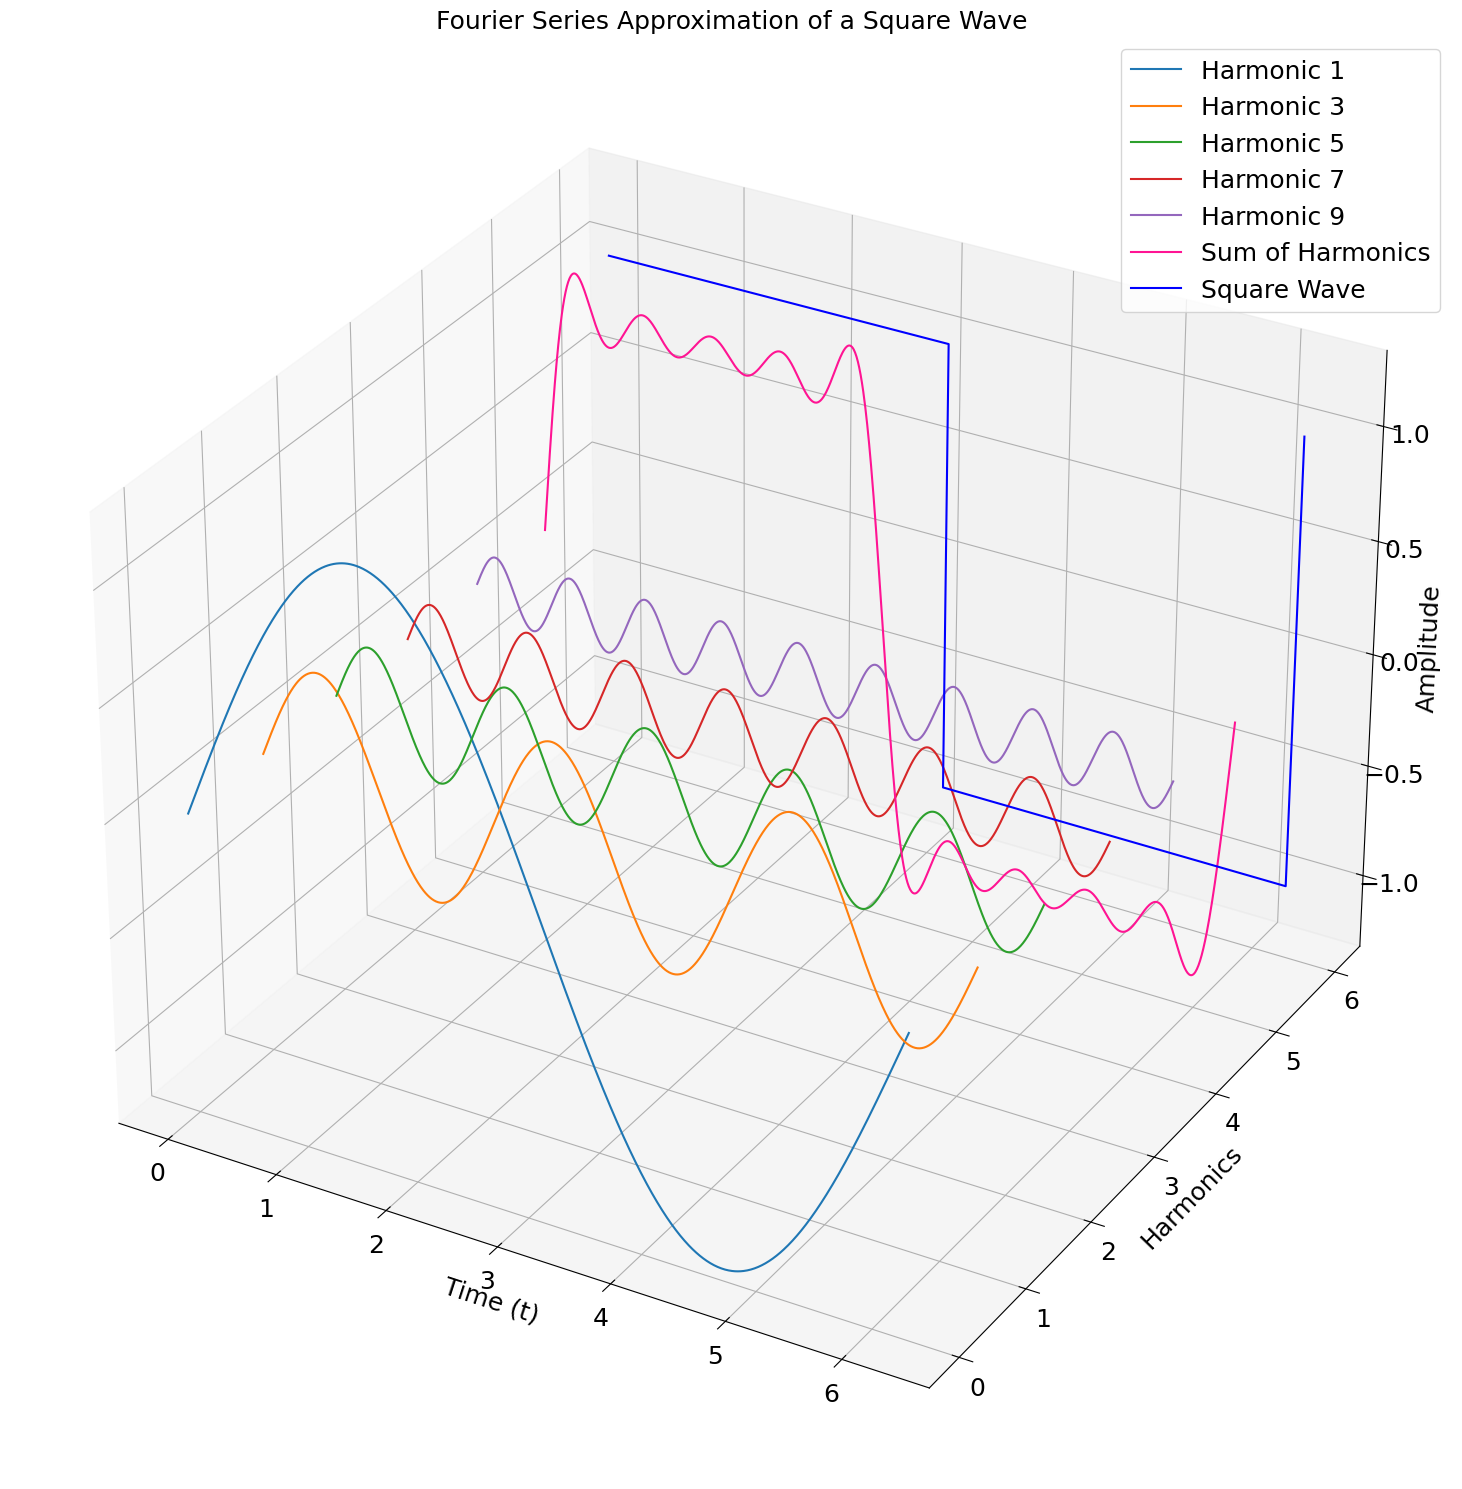 Fourier Series Approximation of a Square Wave
Harmonic 1
Harmonic 3
Harmonic 5
Harmonic 7
Harmonic 9
Sum of Harmonics
Square Wave
1.0
0.5
0.0
−0.5
−1.0
Amplitude
6
5
4
3
2
1
0
Harmonics
0
1
2
3
4
5
6
Time (t)